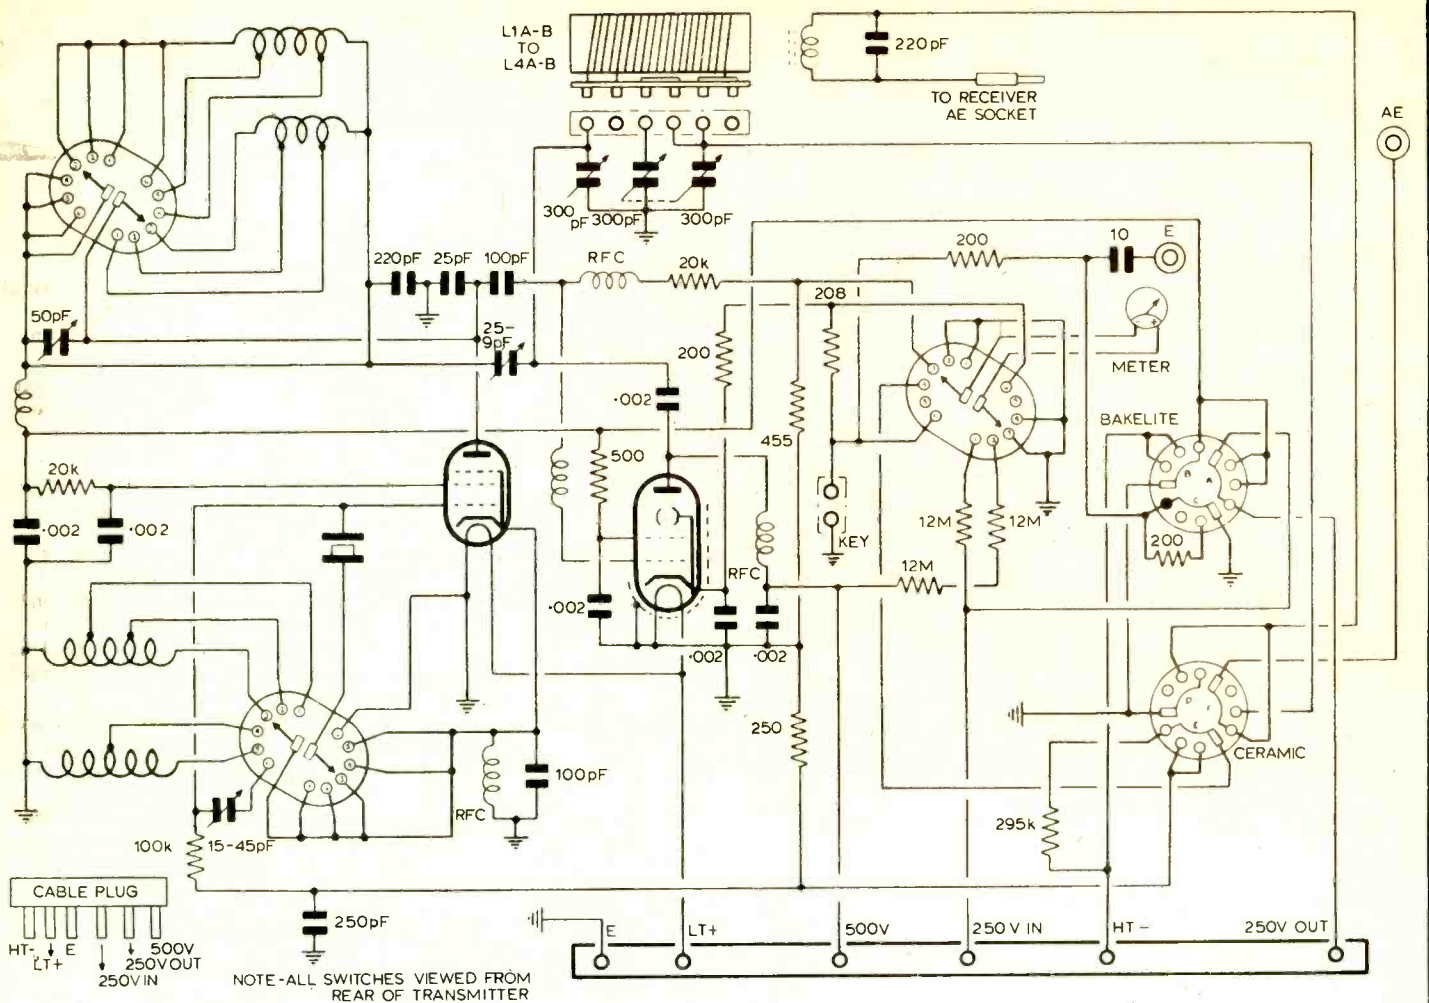 L1A-B
TO
L4A-B
220pF
TO RECEIVER
AE SOCKET
AE
300
pF
300pF
300pF
220pF
25pF
100pF
RFC
20k
200
10
E
208
50pF
25-
9pF
200
METER
·002
455
BAKELITE
500
20k
·002
·002
12M
12M
KEY
200
RFC
12M
·002
·002
·002
250
CERAMIC
100pF
RFC
295k
100k
15-45pF
CABLE PLUG
250pF
HT-
LT+
E
250V IN
250V OUT
500V
E
LT+
500V
250V IN
HT-
250V OUT
NOTE-ALL SWITCHES VIEWED FROM
REAR OF TRANSMITTER